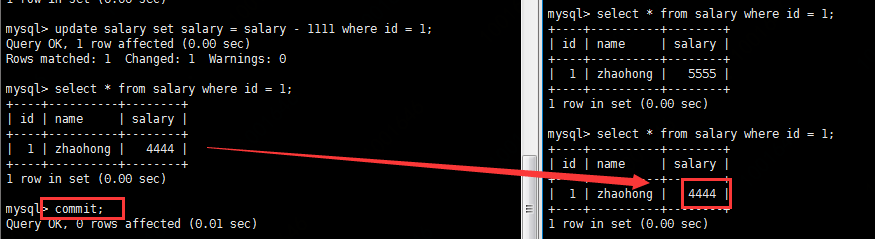 1 row in set (0.00 sec)
mysql> update salary set salary = salary - 1111 where id = 1;
Query OK, 1 row affected (0.00 sec)
Rows matched: 1  Changed: 1  Warnings: 0
mysql> select * from salary where id = 1;
+----+----------+--------+
| id | name     | salary |
+----+----------+--------+
|  1 | zhaohong |   4444 |
+----+----------+--------+
1 row in set (0.00 sec)
mysql> commit;
Query OK, 0 rows affected (0.01 sec)
mysql> select * from salary where id = 1;
+----+----------+--------+
| id | name     | salary |
+----+----------+--------+
|  1 | zhaohong |   5555 |
+----+----------+--------+
1 row in set (0.00 sec)
mysql> select * from salary where id = 1;
+----+----------+--------+
| id | name     | salary |
+----+----------+--------+
|  1 | zhaohong |   4444 |
+----+----------+--------+
1 row in set (0.00 sec)